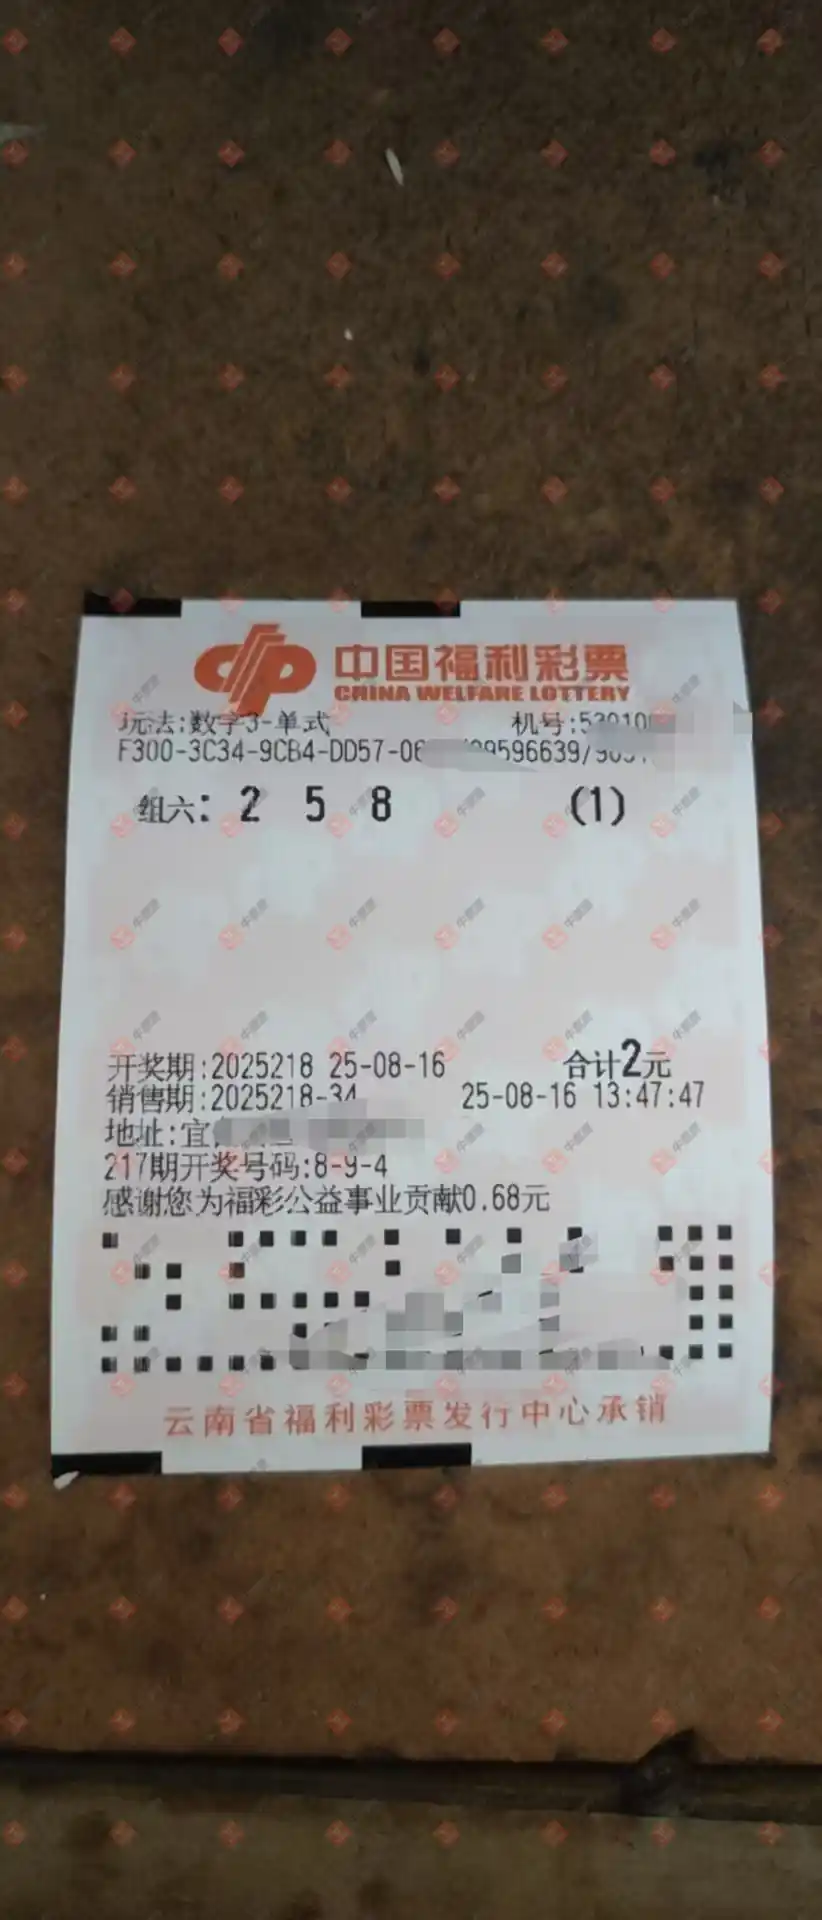 中国福利彩票
CHINA WELFARE LOTTERY
玩法:数字3-单式 机号:530100
F300-3C34-9CB4-DD57-06 09596639/9051
组六: 2 5 8 (1)
开奖期:2025218 25-08-16 合计2元
销售期:2025218-34 25-08-16 13:47:47
地址:宜
217期开奖号码:8-9-4
感谢您为福彩公益事业贡献0.68元
云南省福利彩票发行中心承销